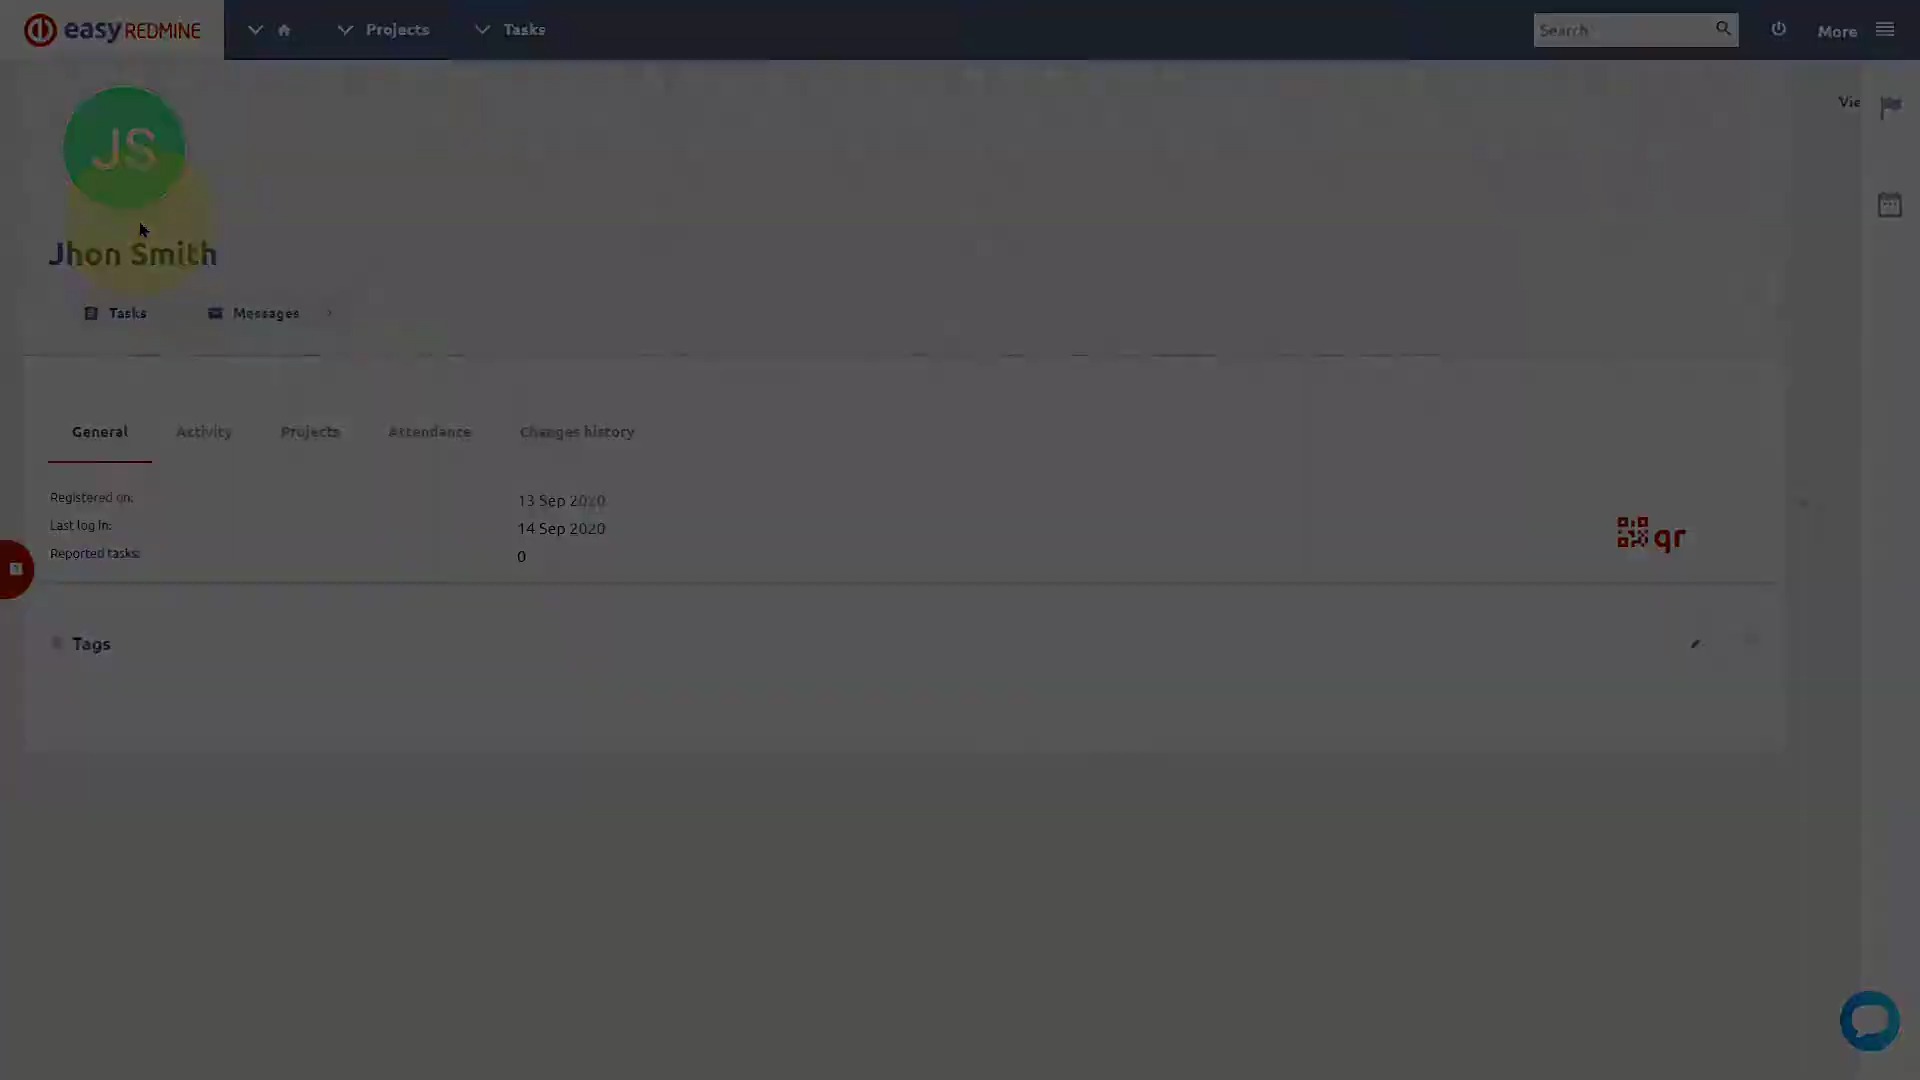 easy REDMINE
Projects
Tasks
Search
More
Vie
JS
Jhon Smith
Tasks
Messages
General
Activity
Projects
Attendance
Changes history
Registered on: 13 Sep 2020
Last log in: 14 Sep 2020
Reported tasks: 0
qr
Tags